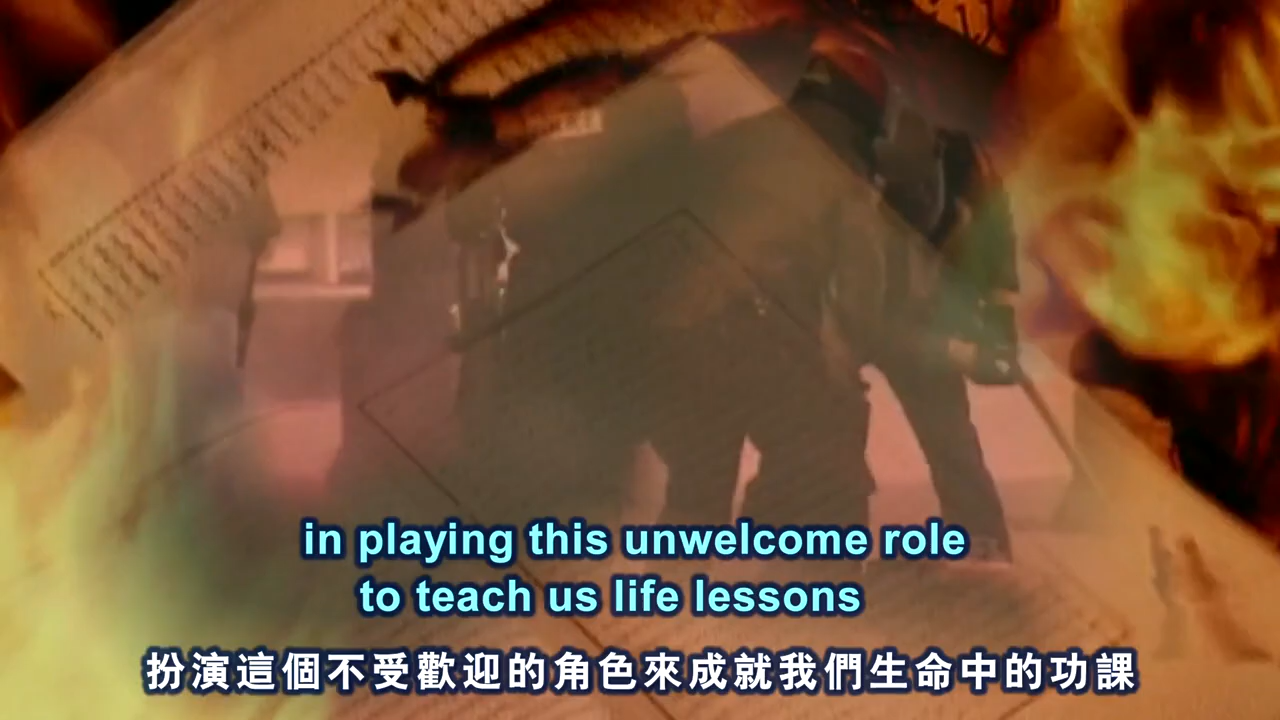 in playing this unwelcome role
to teach us life lessons
扮演這個不受歡迎的角色來成就我們生命中的功課